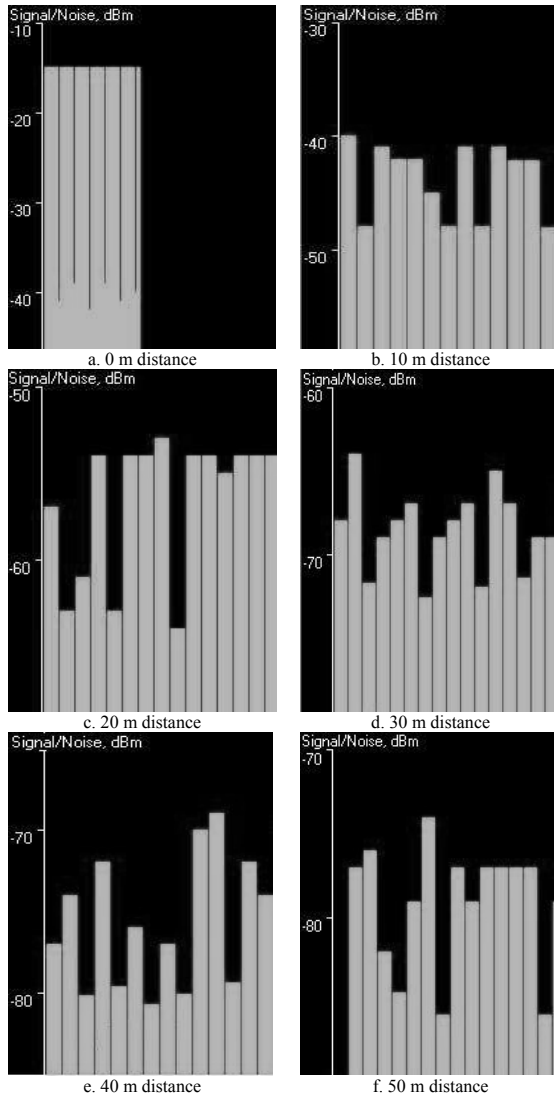 Signal/Noise, dBm
-10
-20
-30
-40
a. 0 m distance
Signal/Noise, dBm
-30
-40
-50
b. 10 m distance
Signal/Noise, dBm
-50
-60
c. 20 m distance
Signal/Noise, dBm
-60
-70
d. 30 m distance
Signal/Noise, dBm
-70
-80
e. 40 m distance
Signal/Noise, dBm
-70
-80
f. 50 m distance